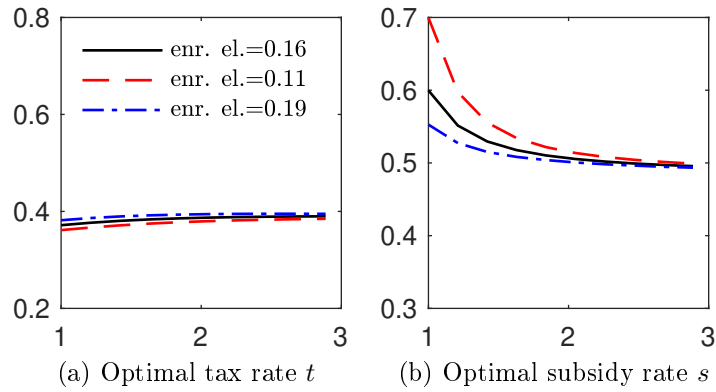 0.8
0.6
0.4
0.2
enr. el.=0.16
enr. el.=0.11
enr. el.=0.19
1 2 3
(a) Optimal tax rate t
0.7
0.6
0.5
0.4
0.3
1 2 3
(b) Optimal subsidy rate s